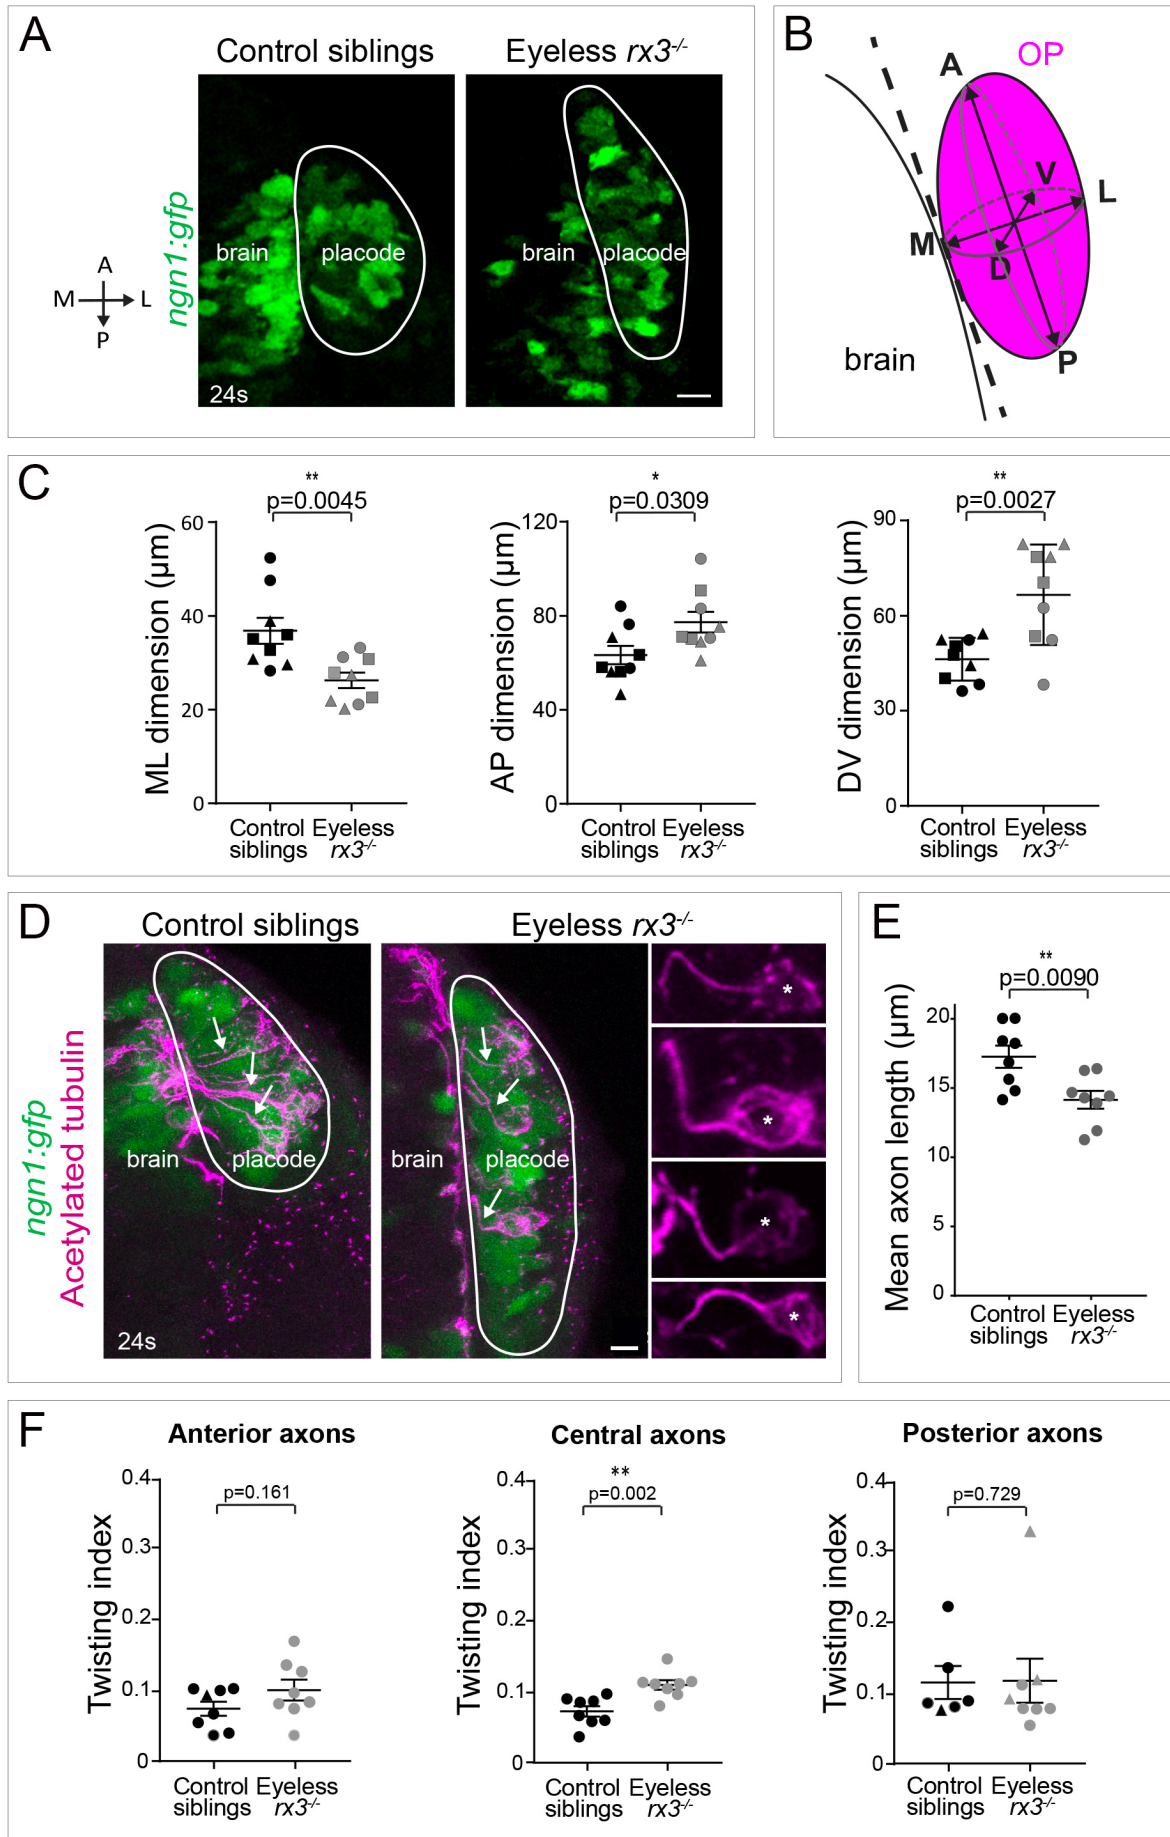 A
Control siblings
Eyeless rx3-/-
ngn1:gfp
A
M
L
P
brain
placode
24s
brain
placode
B
OP
A
V
L
M
D
P
brain
C
**
p=0.0045
ML dimension (µm)
60
40
20
0
Control Eyeless
siblings rx3-/-
*
p=0.0309
AP dimension (µm)
120
80
40
0
Control Eyeless
siblings rx3-/-
**
p=0.0027
DV dimension (µm)
90
60
30
0
Control Eyeless
siblings rx3-/-
D
Control siblings
Eyeless rx3-/-
ngn1:gfp
Acetylated tubulin
brain
placode
24s
brain
placode
*
*
*
*
E
**
p=0.0090
Mean axon length (µm)
20
15
10
5
0
Control Eyeless
siblings rx3-/-
F
Anterior axons
p=0.161
Twisting index
0.4
0.3
0.2
0.1
0
Control Eyeless
siblings rx3-/-
Central axons
**
p=0.002
Twisting index
0.4
0.3
0.2
0.1
0
Control Eyeless
siblings rx3-/-
Posterior axons
p=0.729
Twisting index
0.4
0.3
0.2
0.1
0
Control Eyeless
siblings rx3-/-